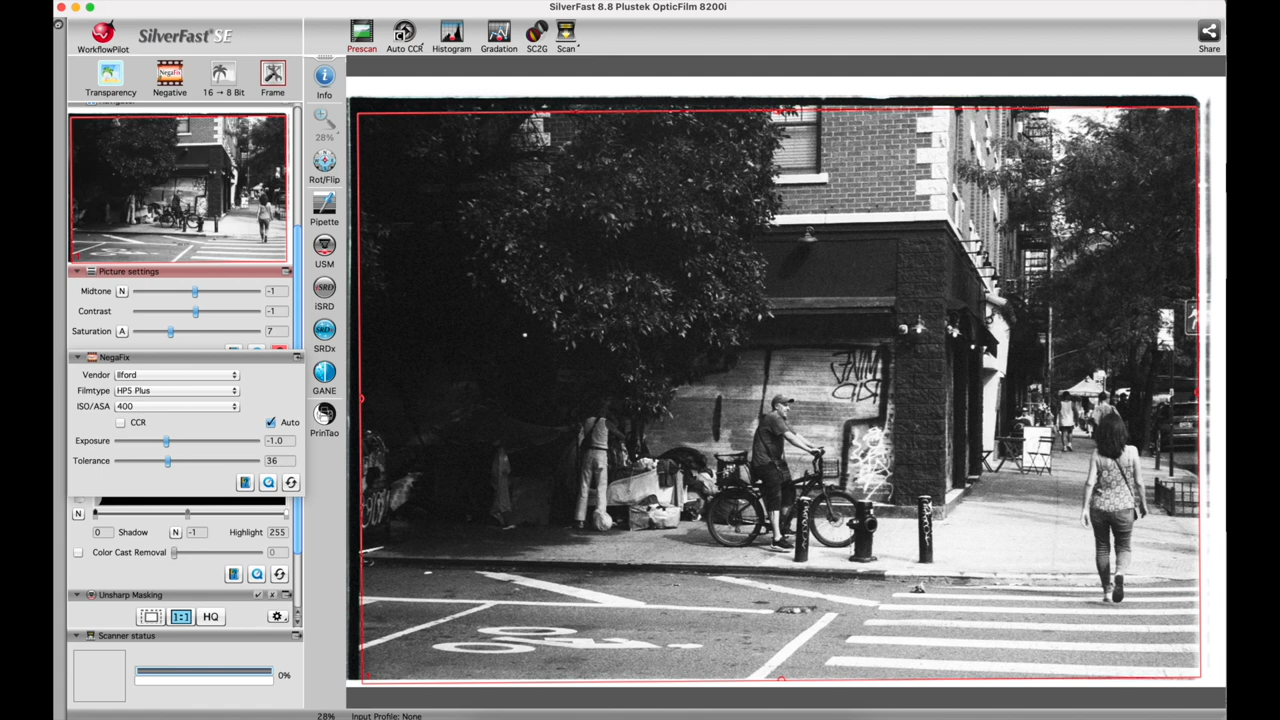 SilverFast 8.8 Plustek OpticFilm 8200i
WorkflowPilot
SilverFast® SE
Prescan
Auto CCR
Histogram
Gradation
SC2G
Scan
Share
NegaFix
Transparency
Negative
16 → 8 Bit
Frame
Info
28%
Rot/Flip
Pipette
USM
iSRD
iSRD
SRDx
SRDx
GANE
PrinTao
Picture settings
Midtone N -1
Contrast -1
Saturation A 7
NegaFix
Vendor Ilford
Filmtype HP5 Plus
ISO/ASA 400
CCR Auto
Exposure -1.0
Tolerance 36
N
0 Shadow N -1 Highlight 255
Color Cast Removal 0
Unsharp Masking
1:1 HQ
Scanner status
0%
28% Input Profile: None